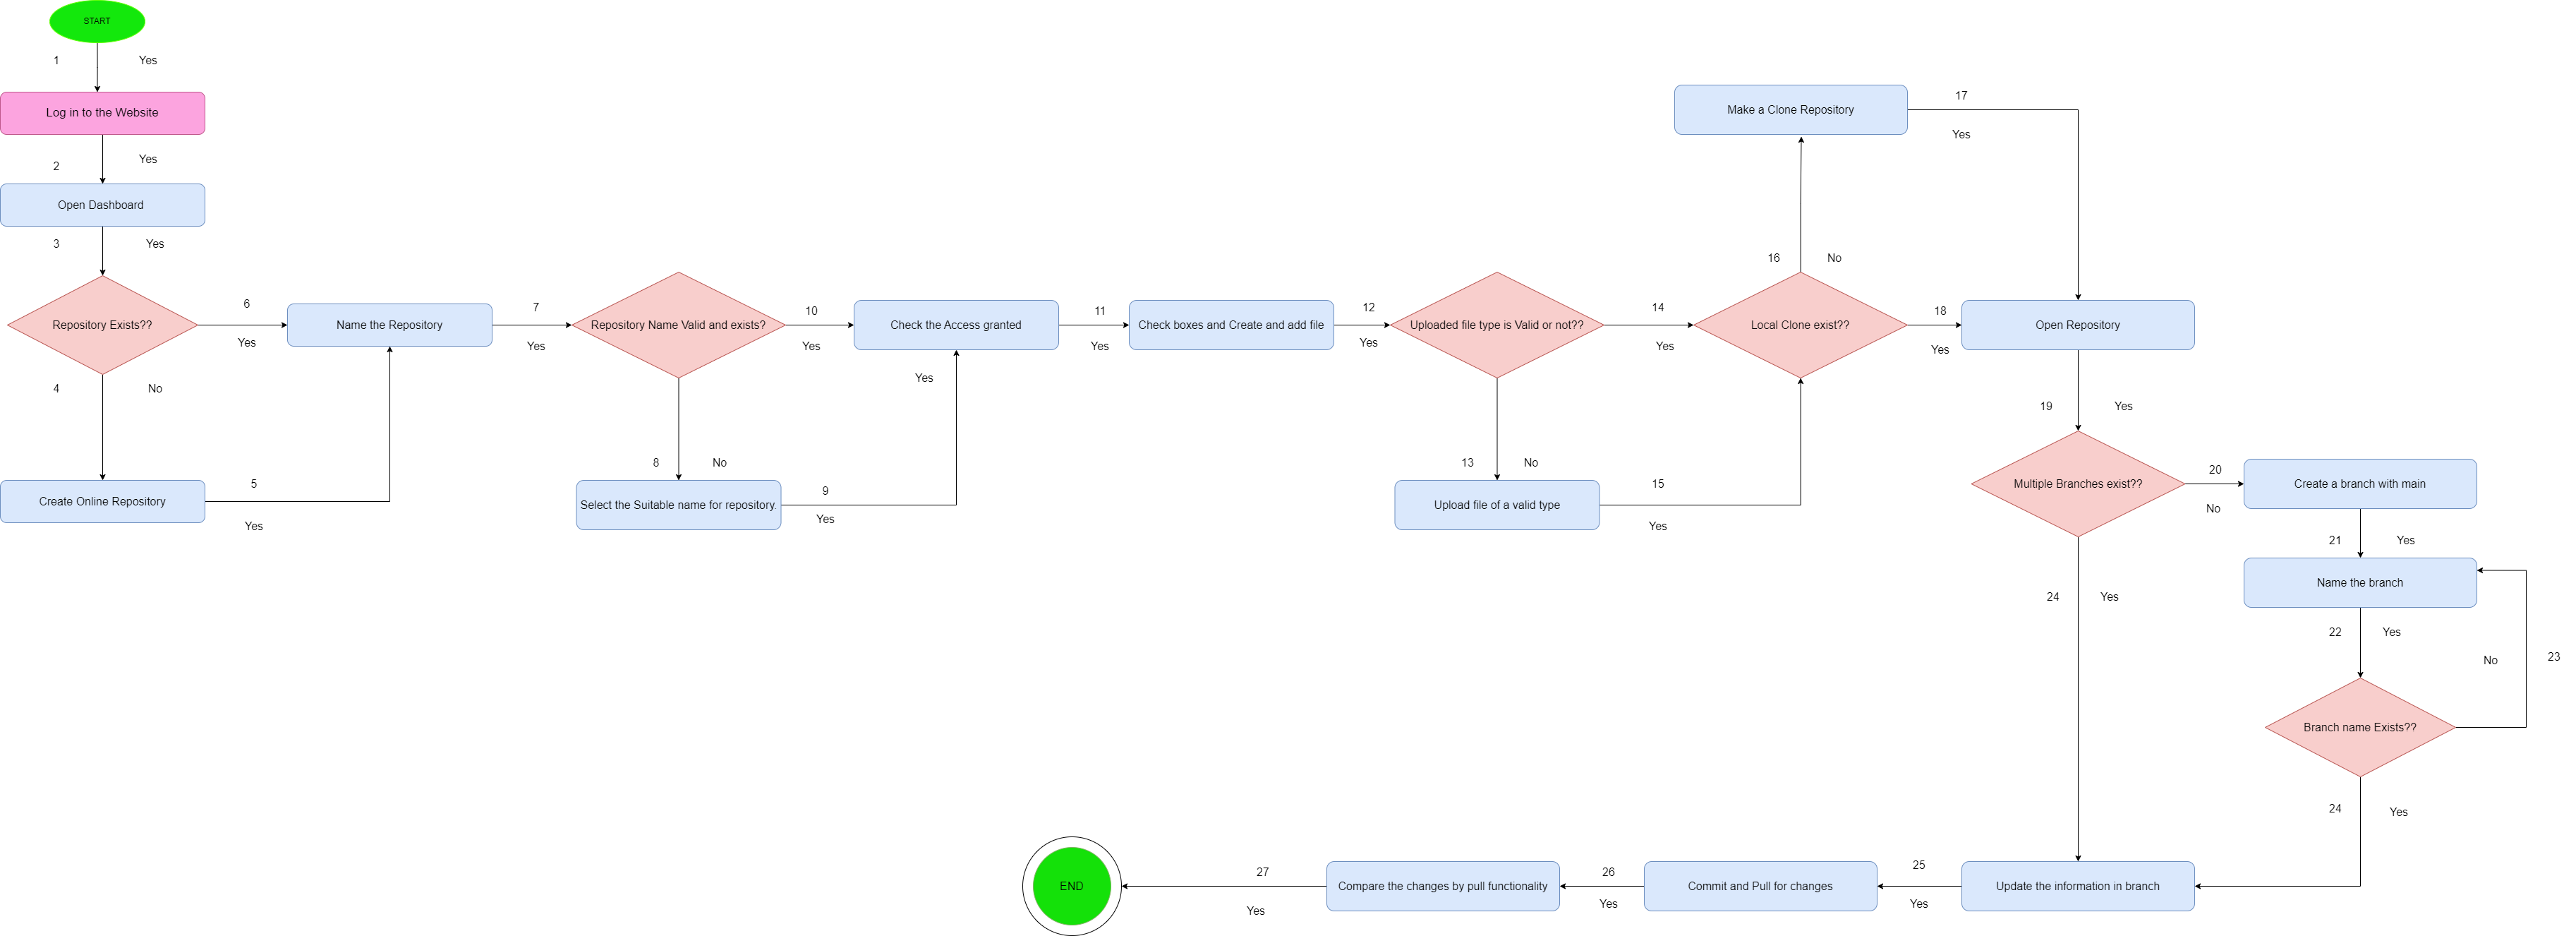 START
1
Yes
Log in to the Website
2
Yes
Open Dashboard
3
Yes
Repository Exists??
6
Yes
4
No
Create Online Repository
5
Yes
Name the Repository
7
Yes
Repository Name Valid and exists?
10
Yes
8
No
Select the Suitable name for repository.
9
Yes
Yes
Check the Access granted
11
Yes
Check boxes and Create and add file
12
Yes
Uploaded file type is Valid or not??
14
Yes
13
No
Upload file of a valid type
15
Yes
Local Clone exist??
16
No
Make a Clone Repository
17
Yes
18
Yes
Open Repository
19
Yes
Multiple Branches exist??
20
No
Create a branch with main
21
Yes
Name the branch
22
Yes
No
23
Branch name Exists??
24
Yes
24
Yes
Update the information in branch
25
Yes
Commit and Pull for changes
26
Yes
Compare the changes by pull functionality
27
Yes
END